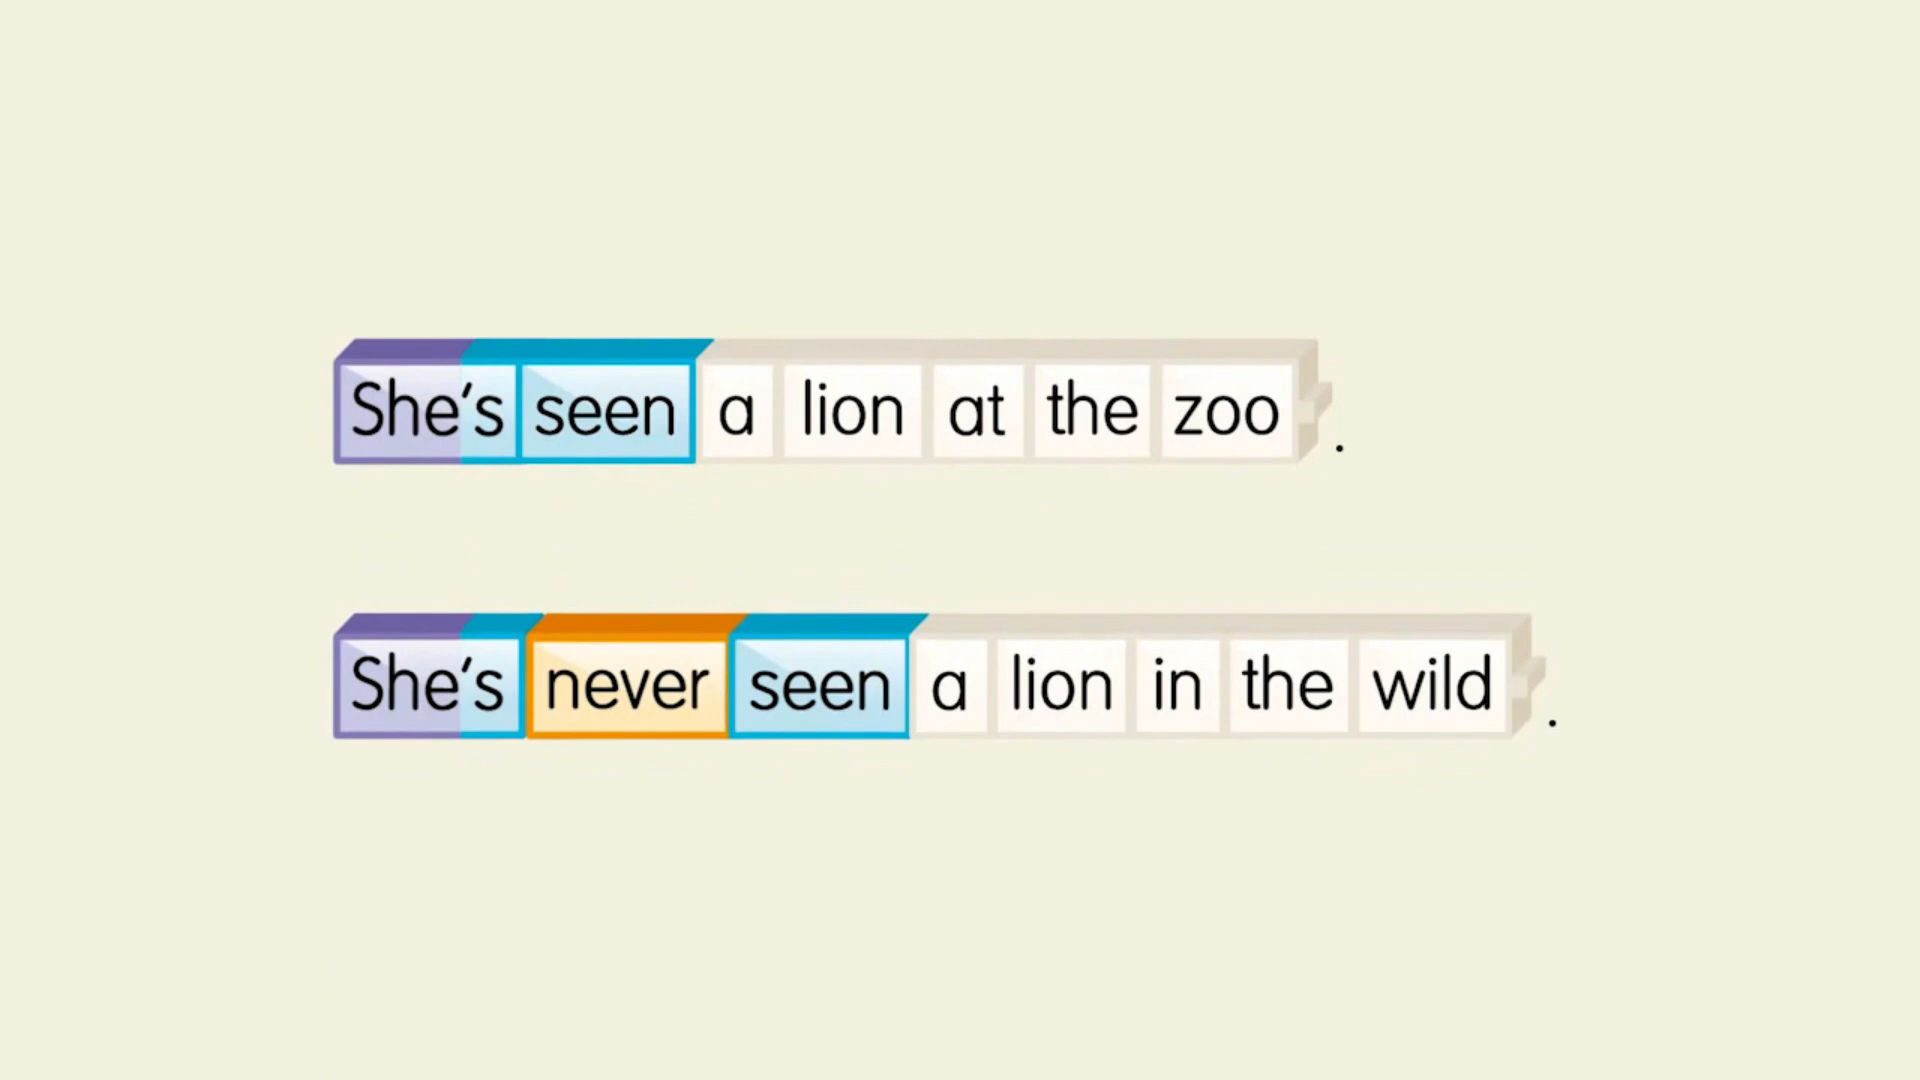 She's seen a lion at the zoo.
She's never seen a lion in the wild.